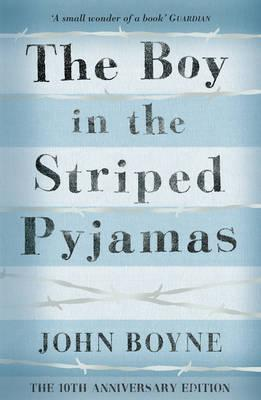 ‘A small wonder of a book’ GUARDIAN
The Boy
in the
Striped
Pyjamas
JOHN BOYNE
THE 10TH ANNIVERSARY EDITION